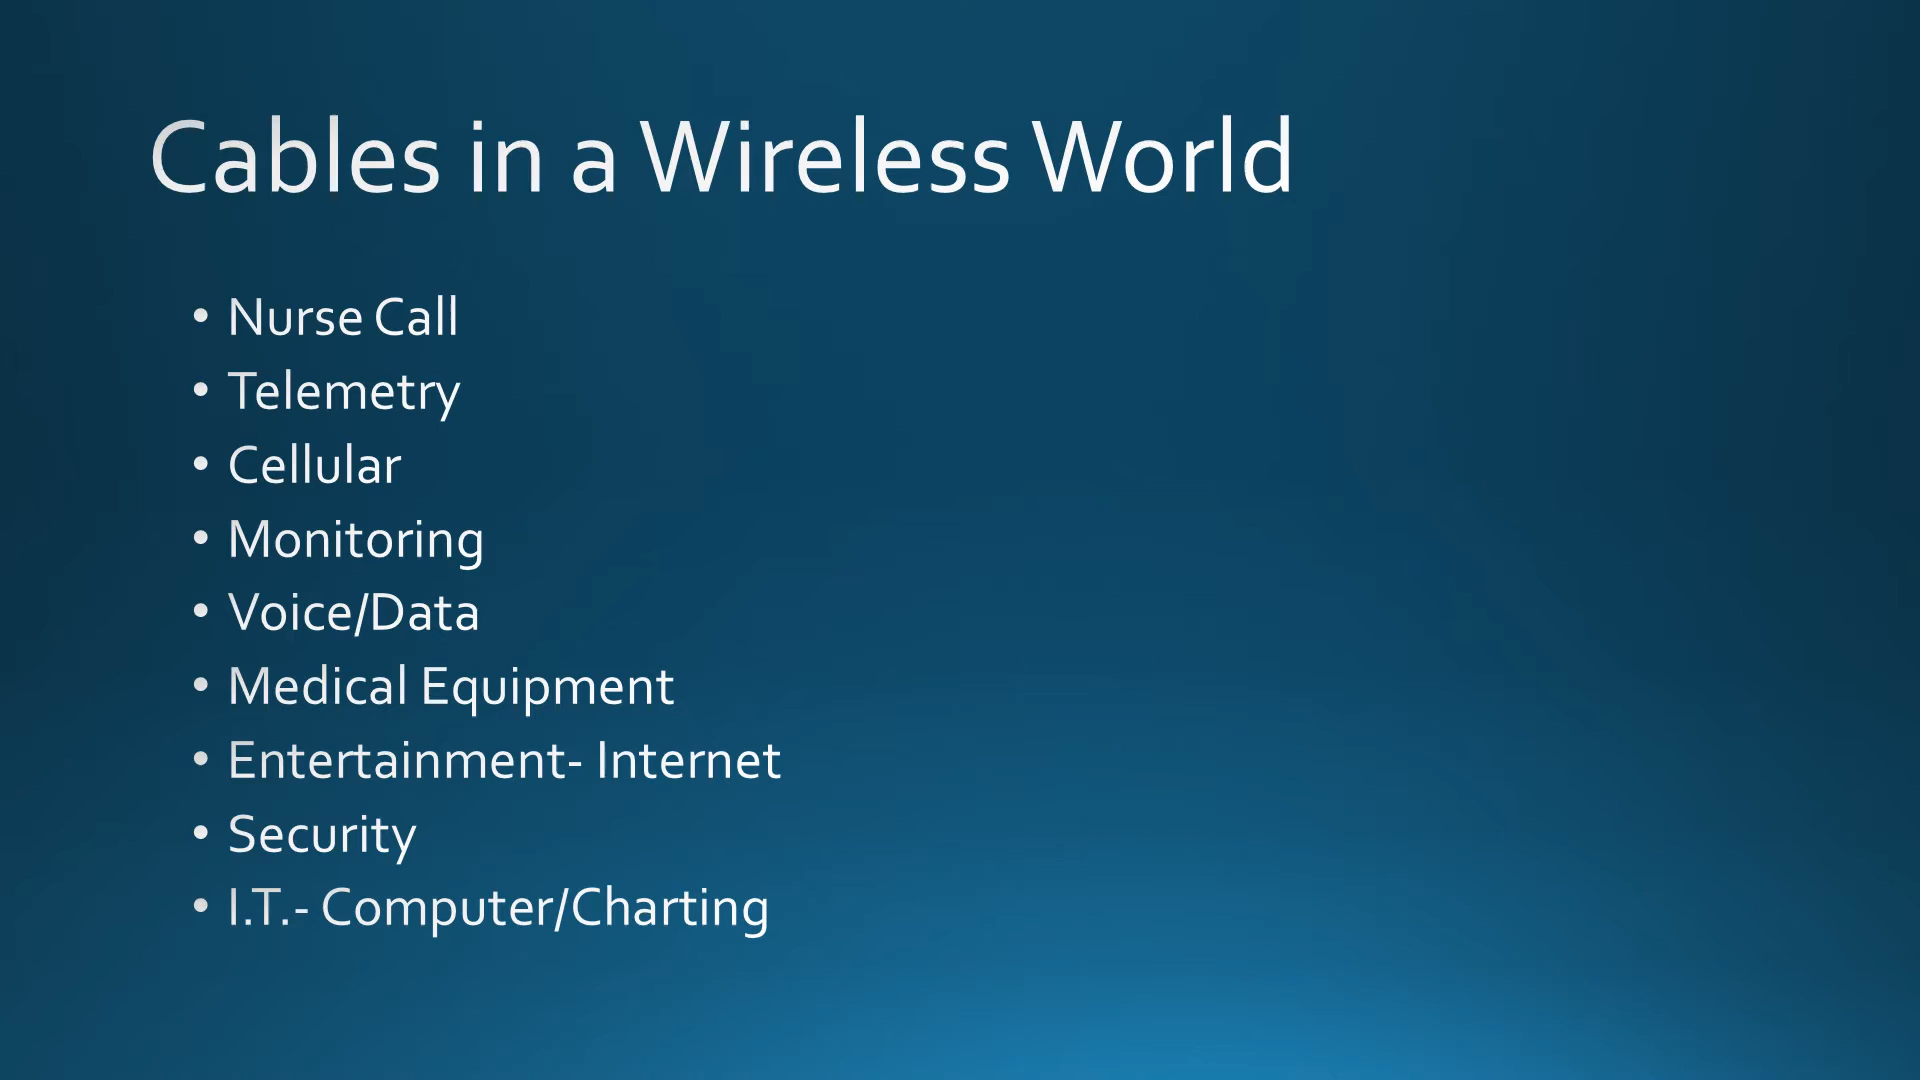 Cables in a Wireless World
• Nurse Call
• Telemetry
• Cellular
• Monitoring
• Voice/Data
• Medical Equipment
• Entertainment- Internet
• Security
• I.T.- Computer/Charting